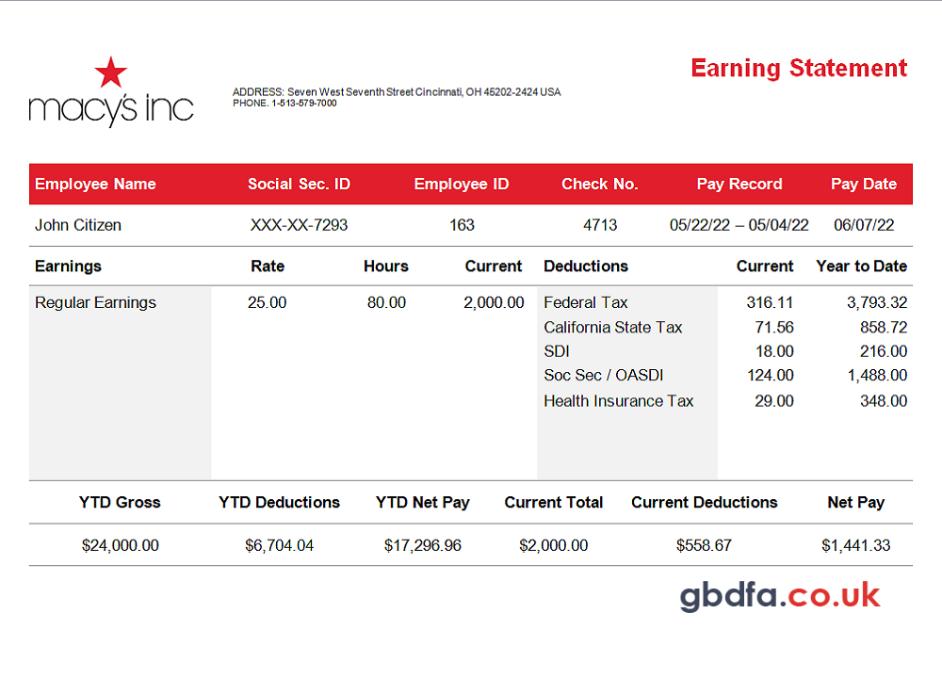 Earning Statement
macy's inc
ADDRESS: Seven West Seventh Street Cincinnati, OH 45202-2424 USA
PHONE. 1-513-579-7000
Employee Name Social Sec. ID Employee ID Check No. Pay Record Pay Date
John Citizen XXX-XX-7293 163 4713 05/22/22 – 05/04/22 06/07/22
Earnings Rate Hours Current Deductions Current Year to Date
Regular Earnings 25.00 80.00 2,000.00 Federal Tax 316.11 3,793.32
California State Tax 71.56 858.72
SDI 18.00 216.00
Soc Sec / OASDI 124.00 1,488.00
Health Insurance Tax 29.00 348.00
YTD Gross YTD Deductions YTD Net Pay Current Total Current Deductions Net Pay
$24,000.00 $6,704.04 $17,296.96 $2,000.00 $558.67 $1,441.33
gbdfa.co.uk